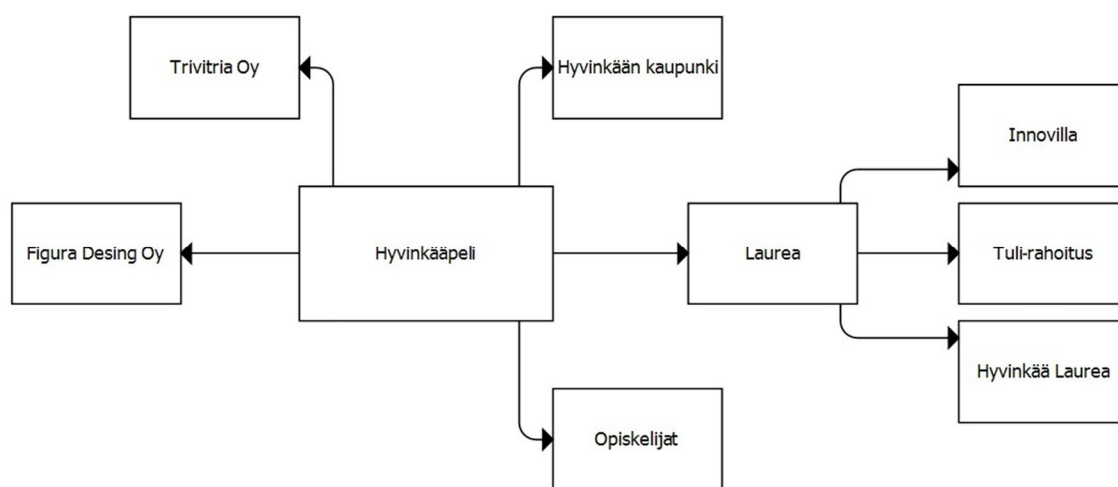 Trivitria Oy
Hyvinkään kaupunki
Innovilla
Figura Desing Oy
Hyvinkääpeli
Laurea
Tuli-rahoitus
Hyvinkää Laurea
Opiskelijat